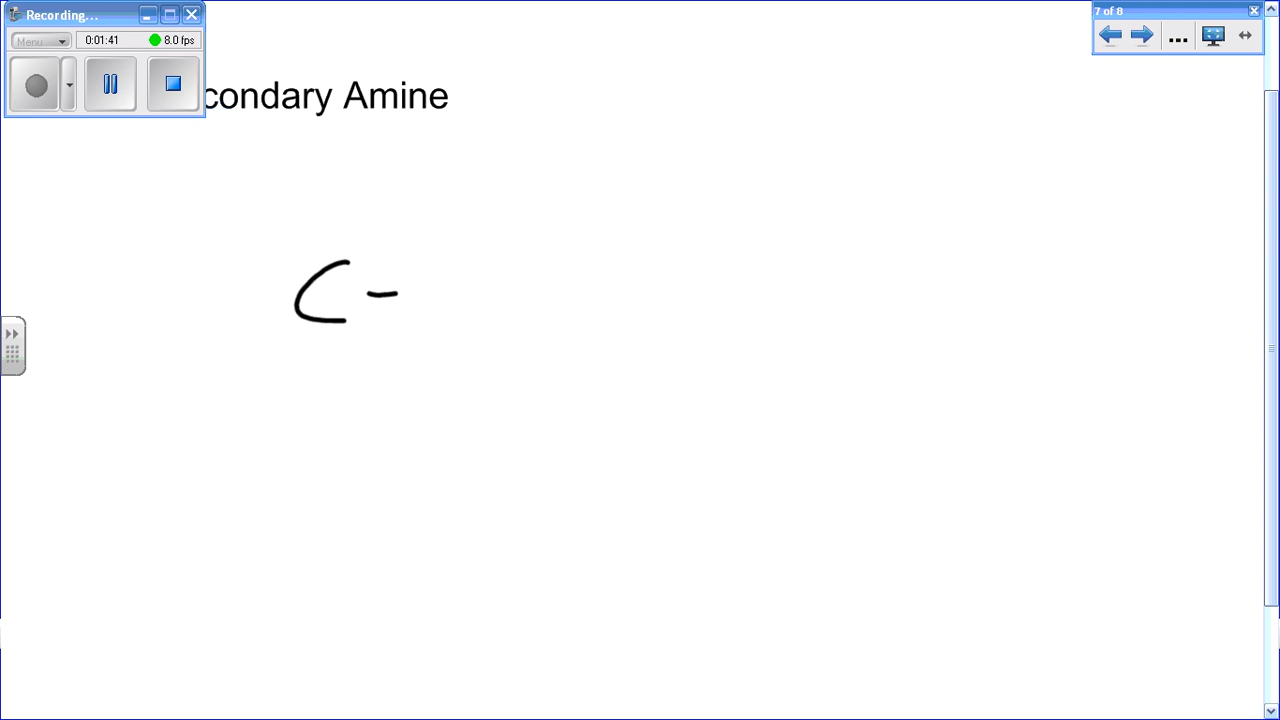 Recording...
7 of 8
Menu
0:01:41
8.0 fps
...
condary Amine
C -